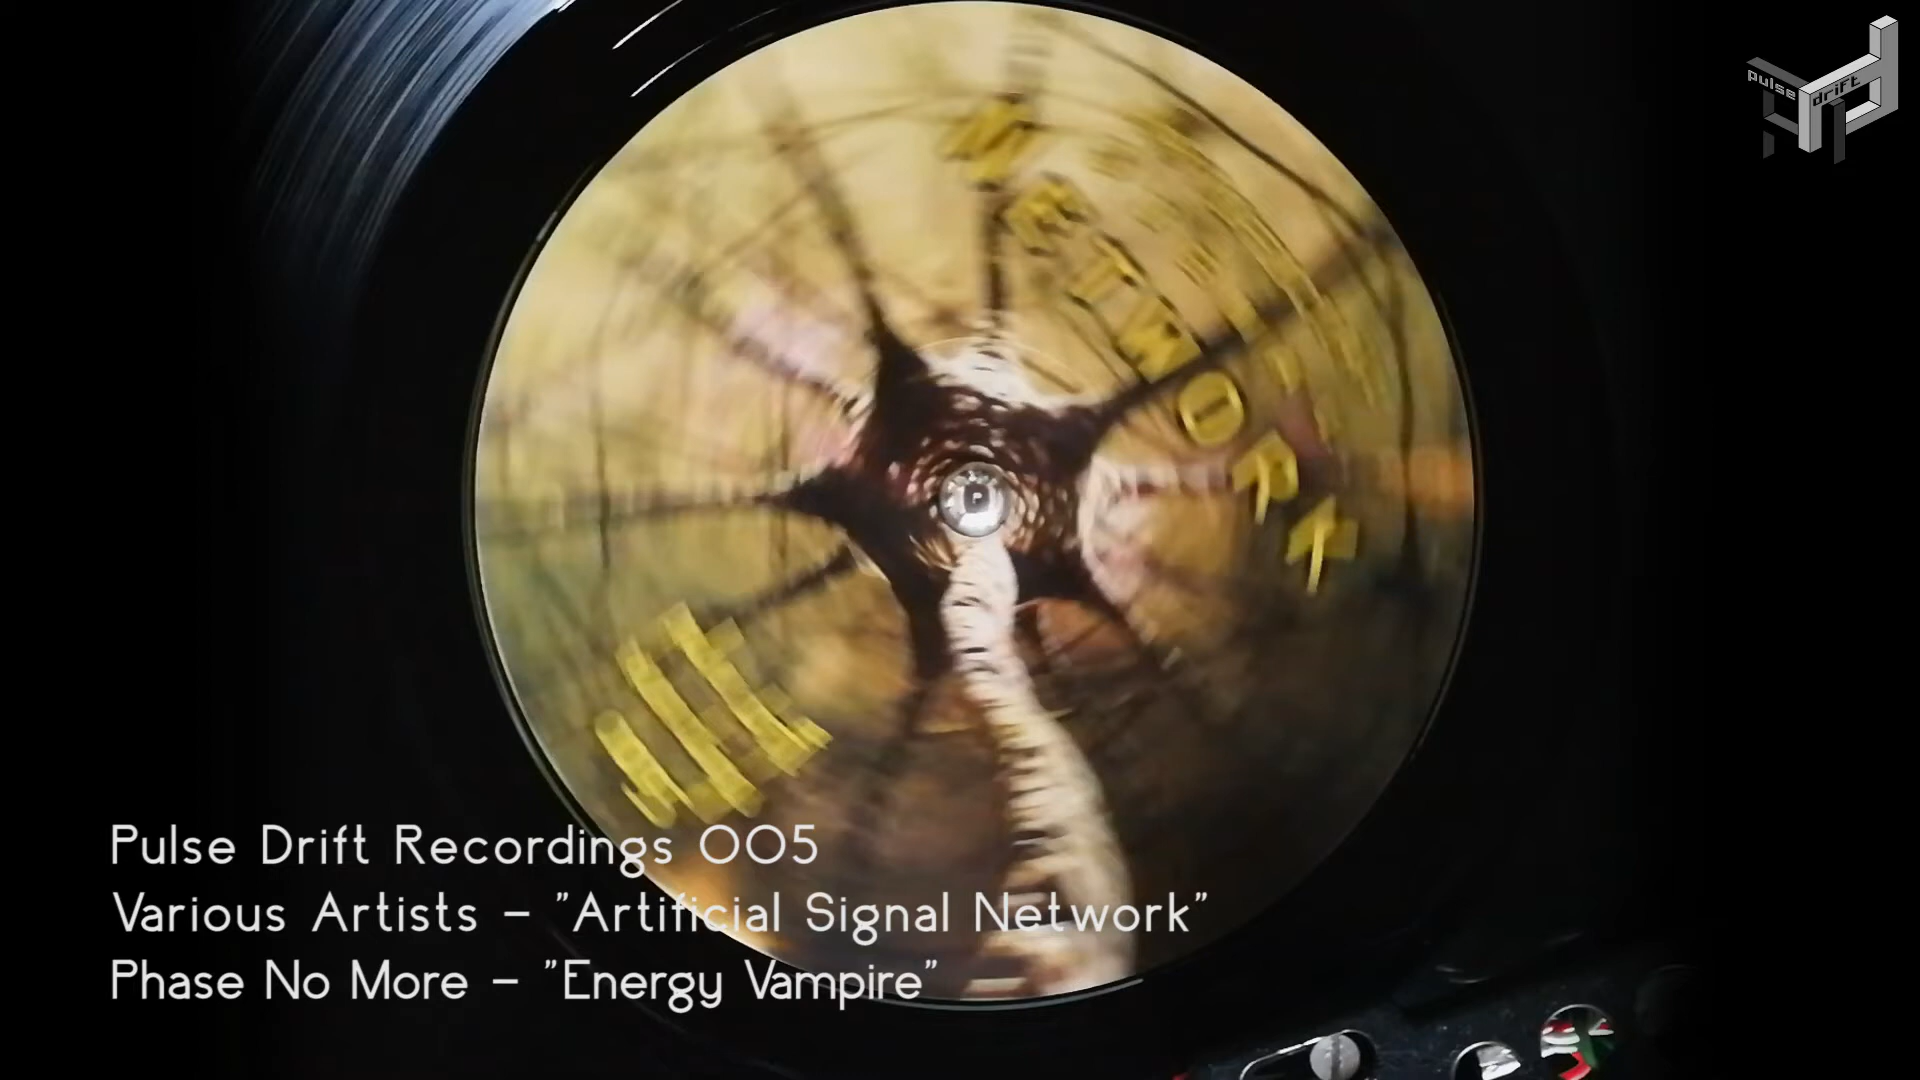 pulse drift
NETWORK
Pulse Drift Recordings 005
Various Artists – "Artificial Signal Network"
Phase No More – "Energy Vampire"